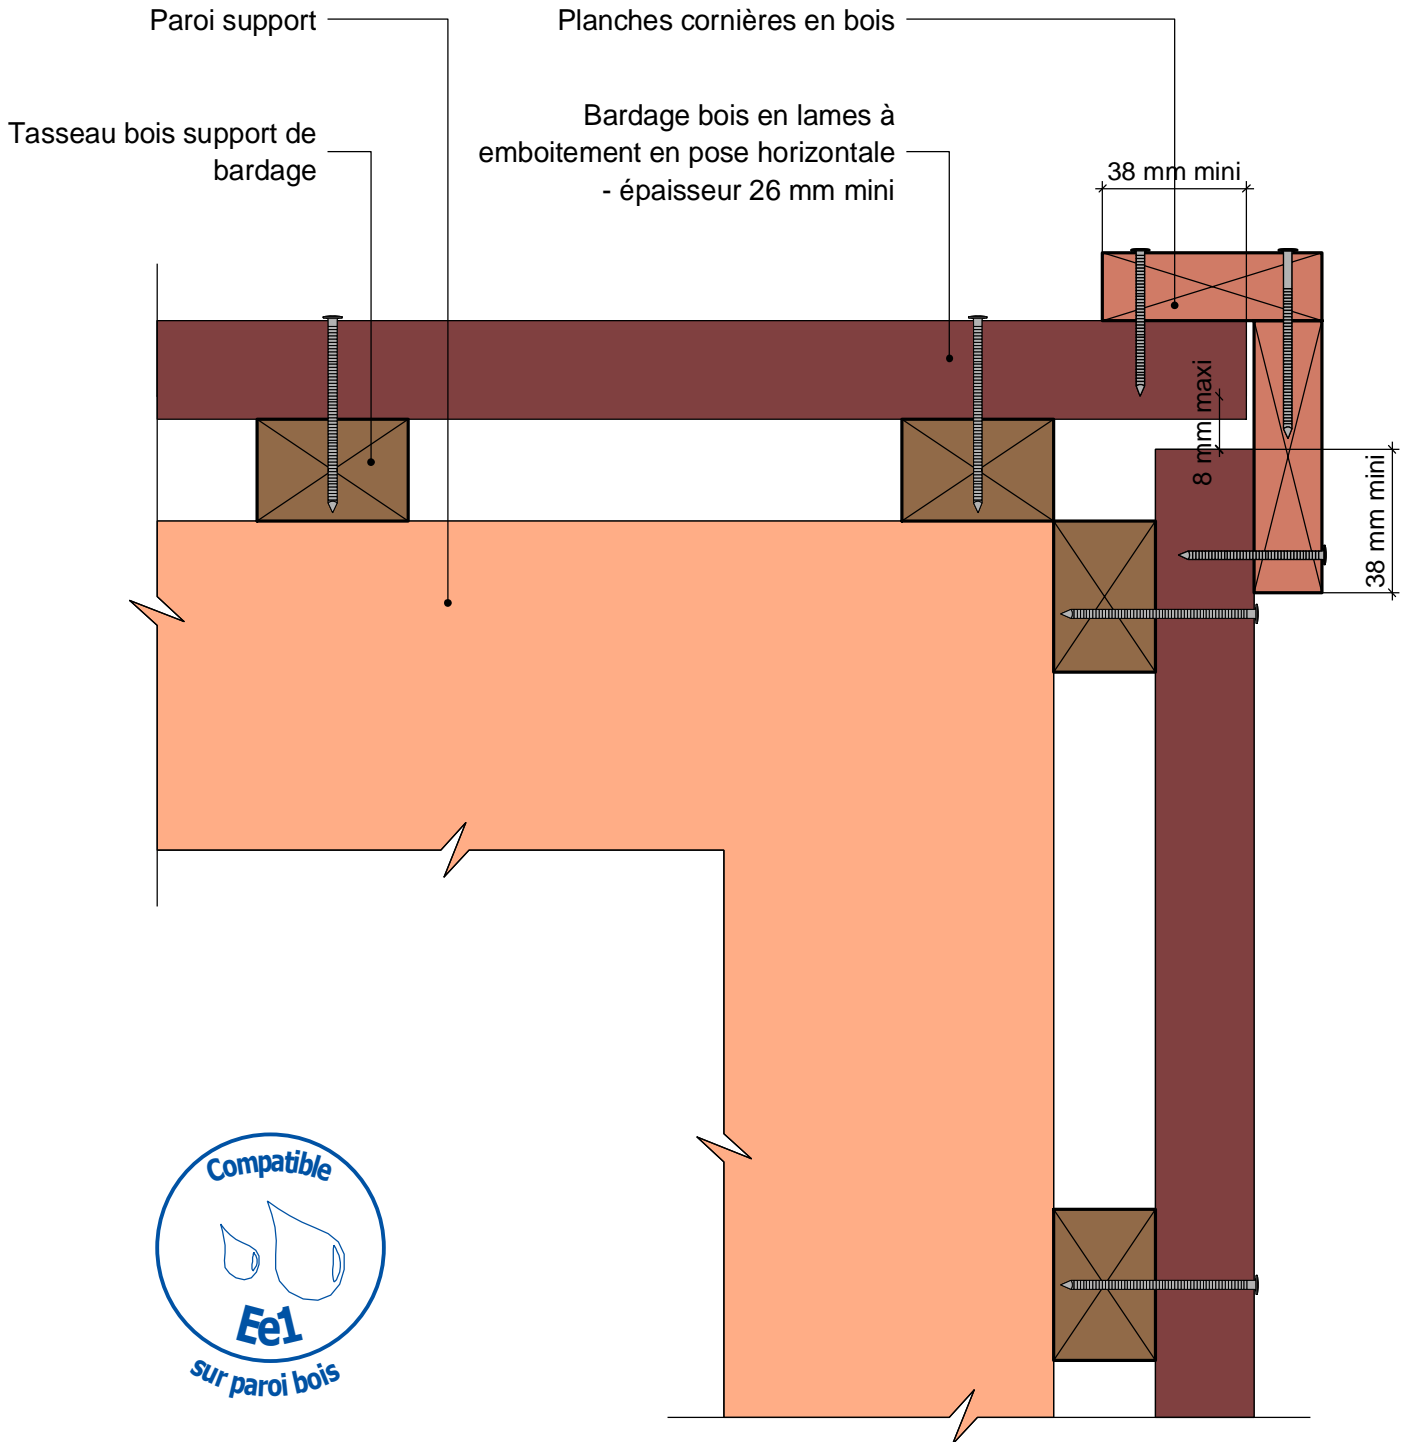 Paroi support
Planches cornières en bois
Tasseau bois support de
bardage
Bardage bois en lames à
emboitement en pose horizontale
- épaisseur 26 mm mini
38 mm mini
8 mm maxi
38 mm mini
Compatible
Ee1
sur paroi bois